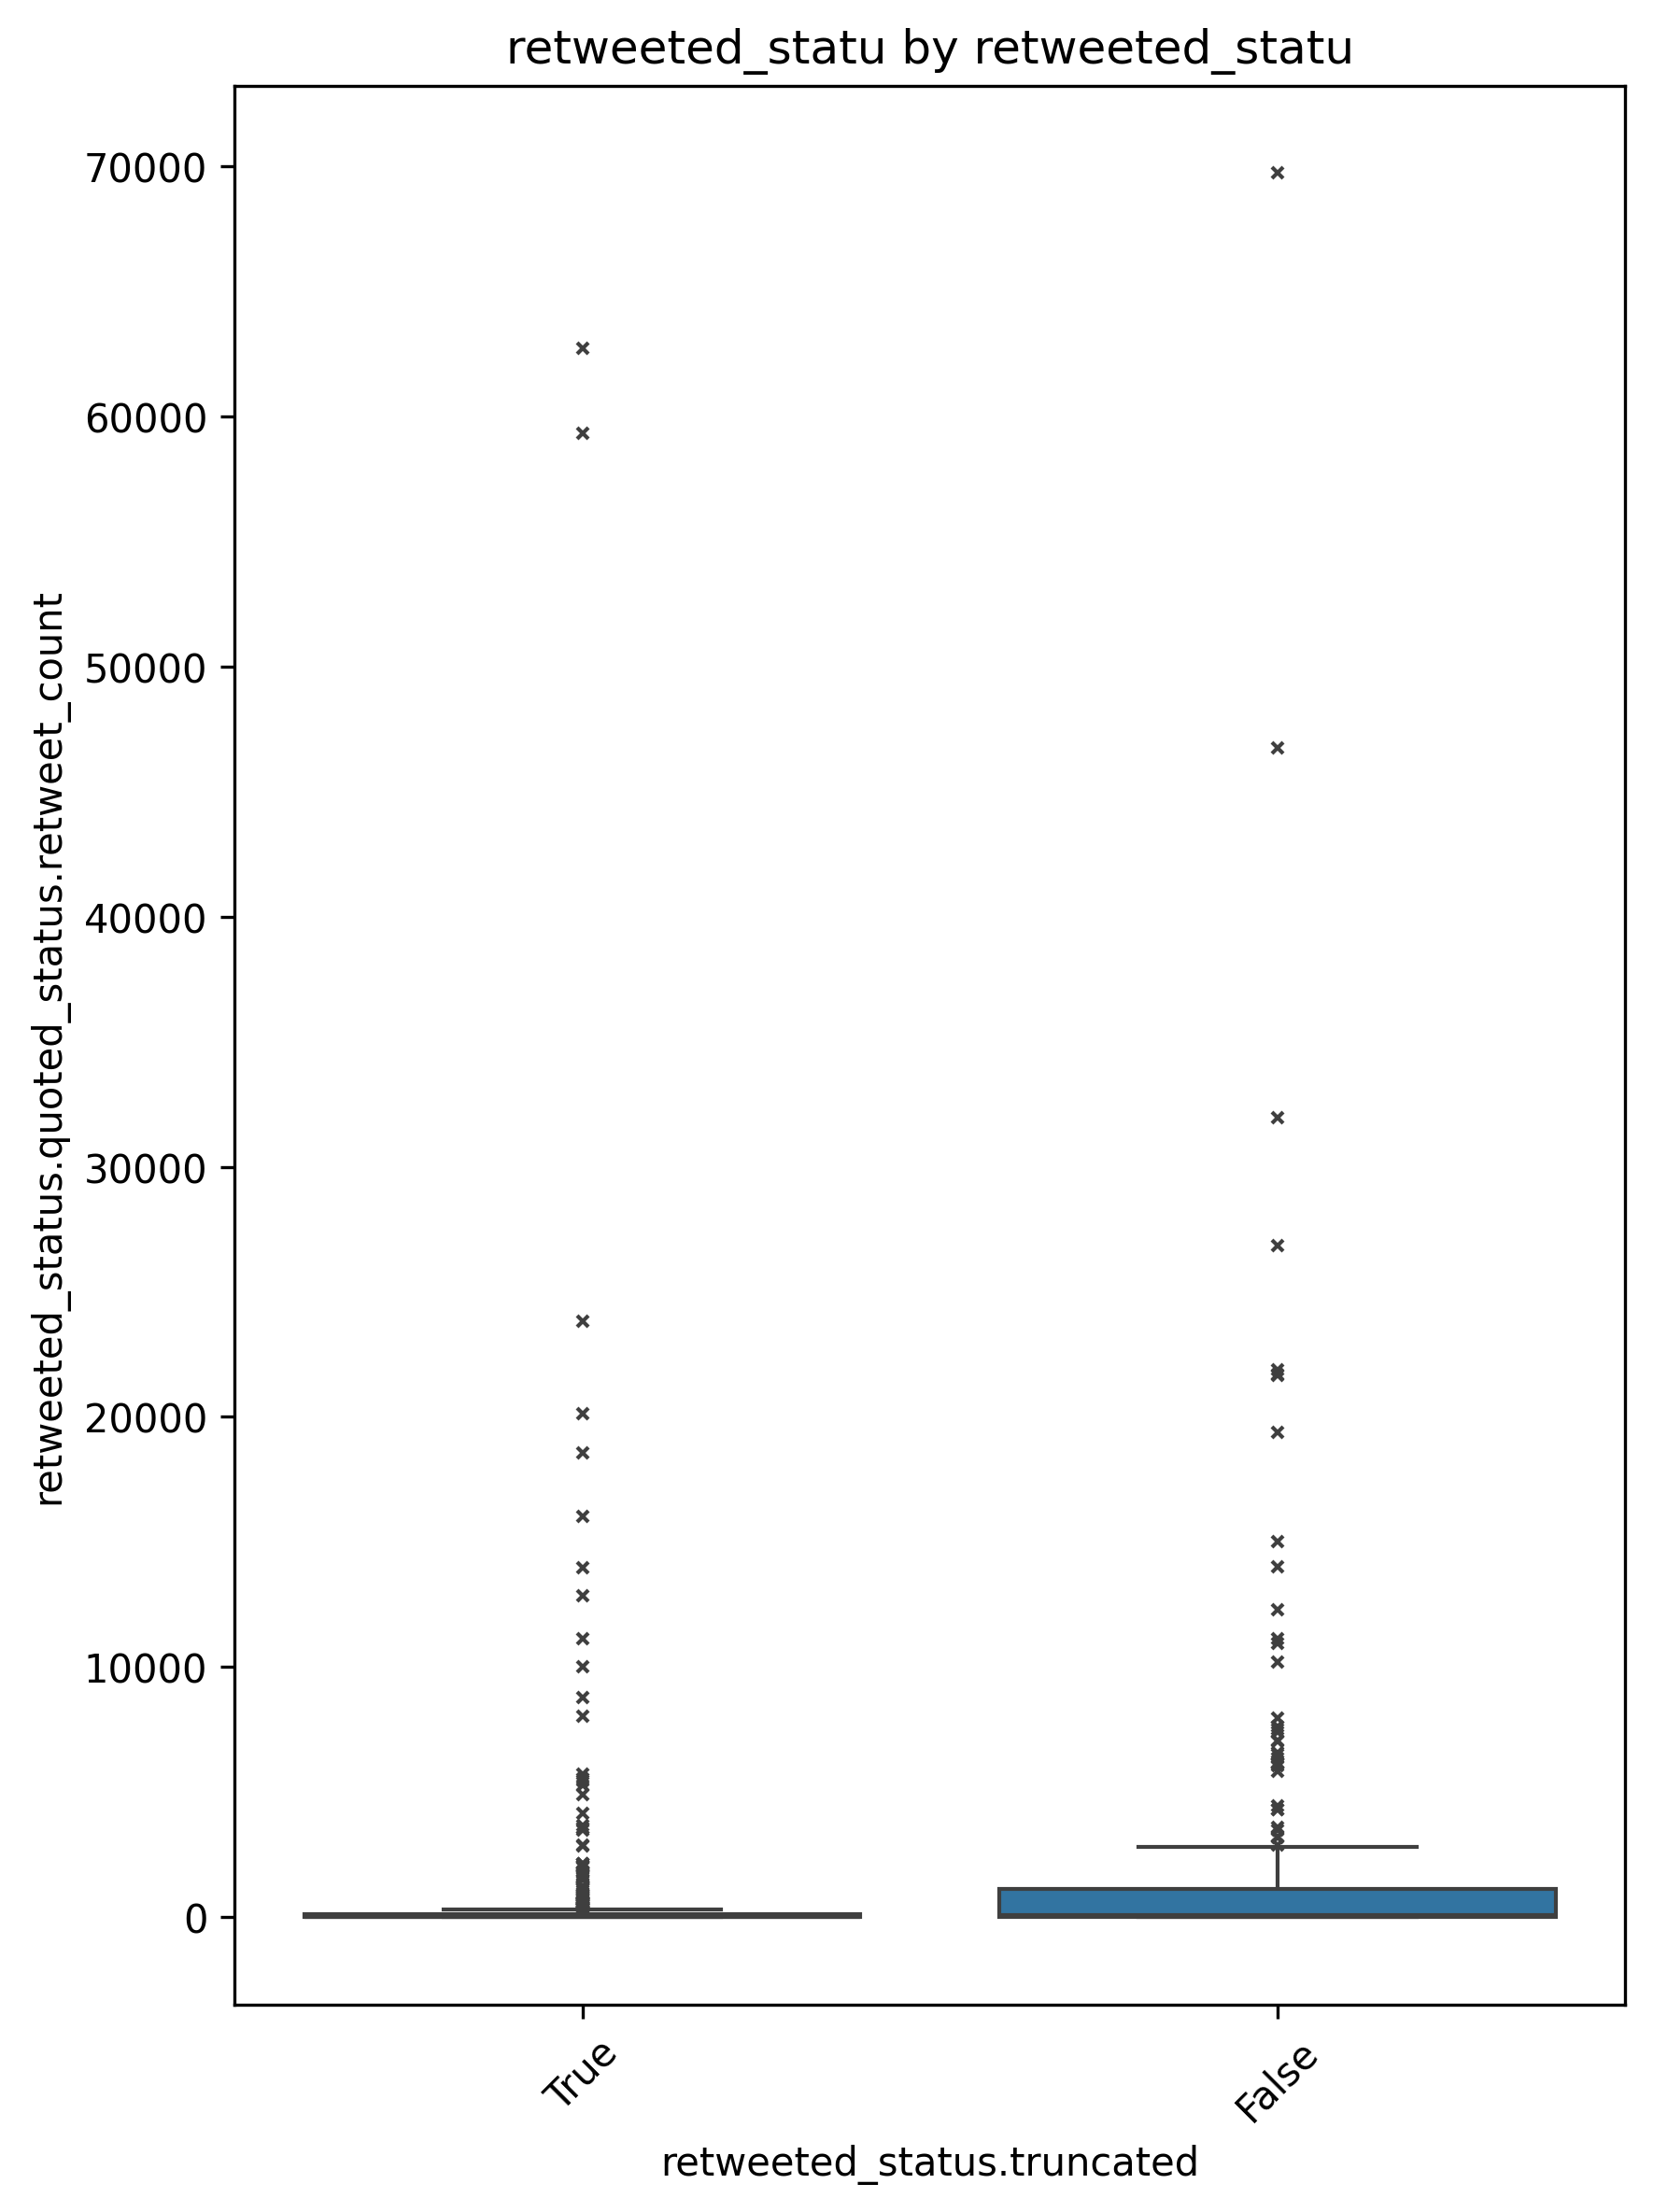 retweeted_statu by retweeted_statu
retweeted_status.quoted_status.retweet_count
70000
60000
50000
40000
30000
20000
10000
0
True
False
retweeted_status.truncated